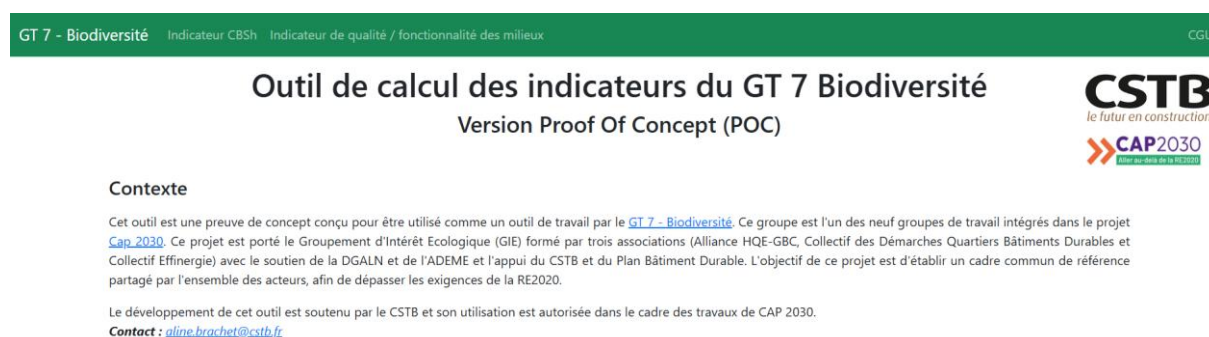 GT 7 - Biodiversité Indicateur CBSh Indicateur de qualité / fonctionnalité des milieux CGU
Outil de calcul des indicateurs du GT 7 Biodiversité
Version Proof Of Concept (POC)
CSTB
le futur en construction
CAP2030
Aller au-delà de la RE2020
Contexte
Cet outil est une preuve de concept conçu pour être utilisé comme un outil de travail par le GT 7 - Biodiversité. Ce groupe est l'un des neuf groupes de travail intégrés dans le projet
Cap 2030. Ce projet est porté le Groupement d'Intérêt Ecologique (GIE) formé par trois associations (Alliance HQE-GBC, Collectif des Démarches Quartiers Bâtiments Durables et
Collectif Effinergie) avec le soutien de la DGALN et de l'ADEME et l'appui du CSTB et du Plan Bâtiment Durable. L'objectif de ce projet est d'établir un cadre commun de référence
partagé par l'ensemble des acteurs, afin de dépasser les exigences de la RE2020.
Le développement de cet outil est soutenu par le CSTB et son utilisation est autorisée dans le cadre des travaux de CAP 2030.
Contact : aline.brachet@cstb.fr